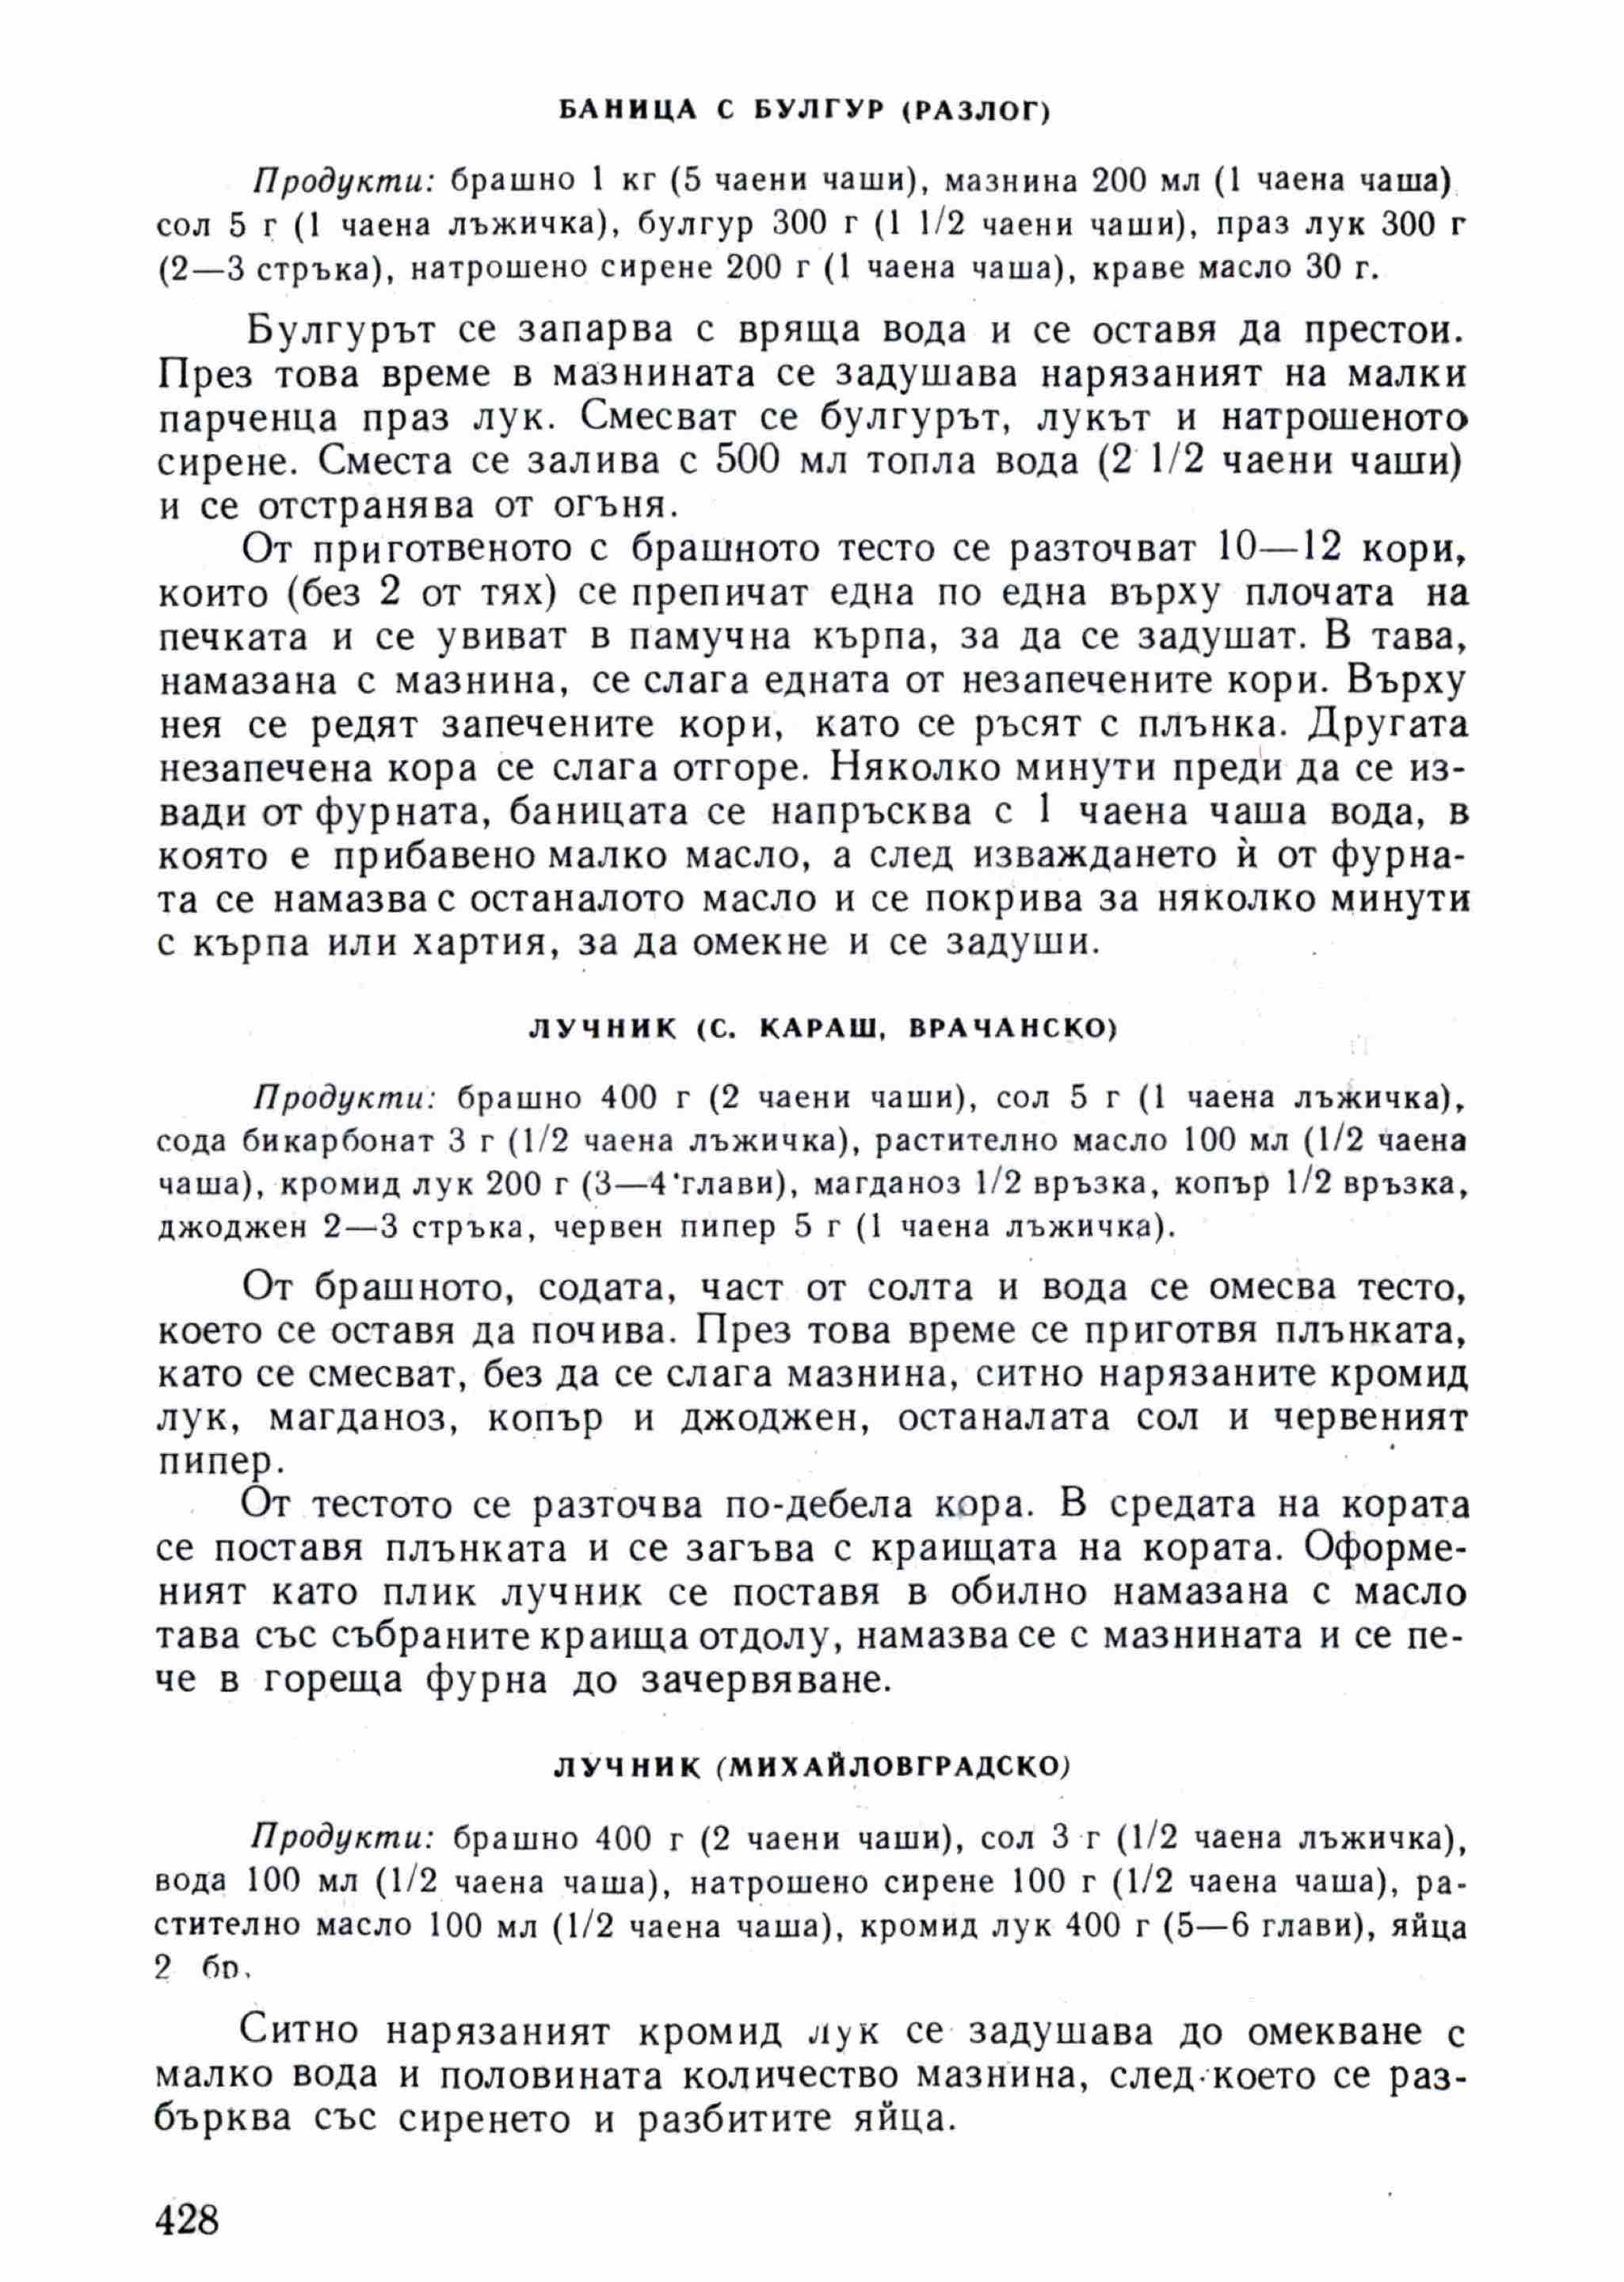 БАНИЦА С БУЛГУР (РАЗЛОГ)
Продукти: брашно 1 кг (5 чаени чаши), мазнина 200 мл (1 чаена чаша)
сол 5 г (1 чаена лъжичка), булгур 300 г (1 1/2 чаени чаши), праз лук 300 г
(2—3 стръка), натрошено сирене 200 г (1 чаена чаша), краве масло 30 г.
Булгурът се запарва с вряща вода и се оставя да престои.
През това време в мазнината се задушава нарязаният на малки
парченца праз лук. Смесват се булгурът, лукът и натрошеното
сирене. Сместа се залива с 500 мл топла вода (2 1/2 чаени чаши)
и се отстранява от огъня.
От приготвеното с брашното тесто се разточват 10—12 кори,
които (без 2 от тях) се препичат една по една върху плочата на
печката и се увиват в памучна кърпа, за да се задушат. В тава,
намазана с мазнина, се слага едната от незапечените кори. Върху
нея се редят запечените кори, като се ръсят с плънка. Другата
незапечена кора се слага отгоре. Няколко минути преди да се из-
вади от фурната, баницата се напръсква с 1 чаена чаша вода, в
която е прибавено малко масло, а след изваждането ѝ от фурна-
та се намазва с останалото масло и се покрива за няколко минути
с кърпа или хартия, за да омекне и се задуши.
ЛУЧНИК (С. КАРАШ, ВРАЧАНСКО)
Продукти: брашно 400 г (2 чаени чаши), сол 5 г (1 чаена лъжичка),
сода бикарбонат 3 г (1/2 чаена лъжичка), растително масло 100 мл (1/2 чаена
чаша), кромид лук 200 г (3—4 глави), магданоз 1/2 връзка, копър 1/2 връзка,
джоджен 2—3 стръка, червен пипер 5 г (1 чаена лъжичка).
От брашното, содата, част от солта и вода се омесва тесто,
което се оставя да почива. През това време се приготвя плънката,
като се смесват, без да се слага мазнина, ситно нарязаните кромид
лук, магданоз, копър и джоджен, останалата сол и червеният
пипер.
От тестото се разточва по-дебела кора. В средата на кората
се поставя плънката и се загъва с краищата на кората. Оформе-
ният като плик лучник се поставя в обилно намазана с масло
тава със събраните краища отдолу, намазва се с мазнината и се пе-
че в гореща фурна до зачервяване.
ЛУЧНИК (МИХАЙЛОВГРАДСКО)
Продукти: брашно 400 г (2 чаени чаши), сол 3 г (1/2 чаена лъжичка),
вода 100 мл (1/2 чаена чаша), натрошено сирене 100 г (1/2 чаена чаша), ра-
стително масло 100 мл (1/2 чаена чаша), кромид лук 400 г (5—6 глави), яйца
2 бр.
Ситно нарязаният кромид лук се задушава до омекване с
малко вода и половината количество мазнина, след което се раз-
бърква със сиренето и разбитите яйца.
428